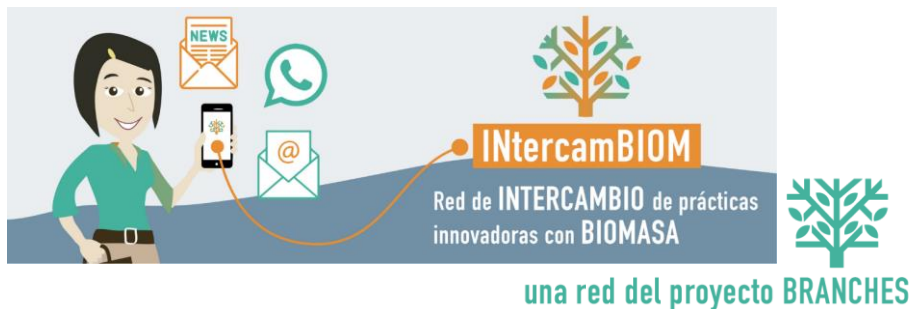 NEWS
@
INtercamBIOM
Red de INTERCAMBIO de prácticas
innovadoras con BIOMASA
una red del proyecto BRANCHES